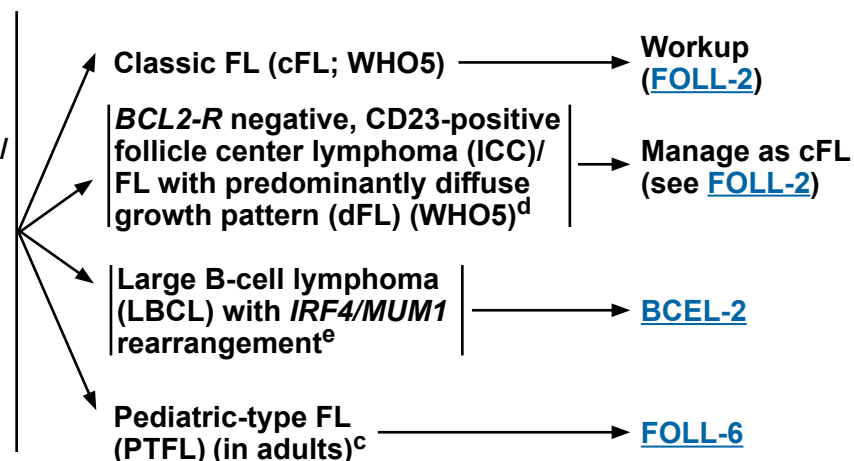 /
Classic FL (cFL; WHO5)
Workup
(FOLL-2)
BCL2-R negative, CD23-positive
follicle center lymphoma (ICC)/
FL with predominantly diffuse
growth pattern (dFL) (WHO5)d
Manage as cFL
(see FOLL-2)
Large B-cell lymphoma
(LBCL) with IRF4/MUM1
rearrangemente
BCEL-2
Pediatric-type FL
(PTFL) (in adults)c
FOLL-6